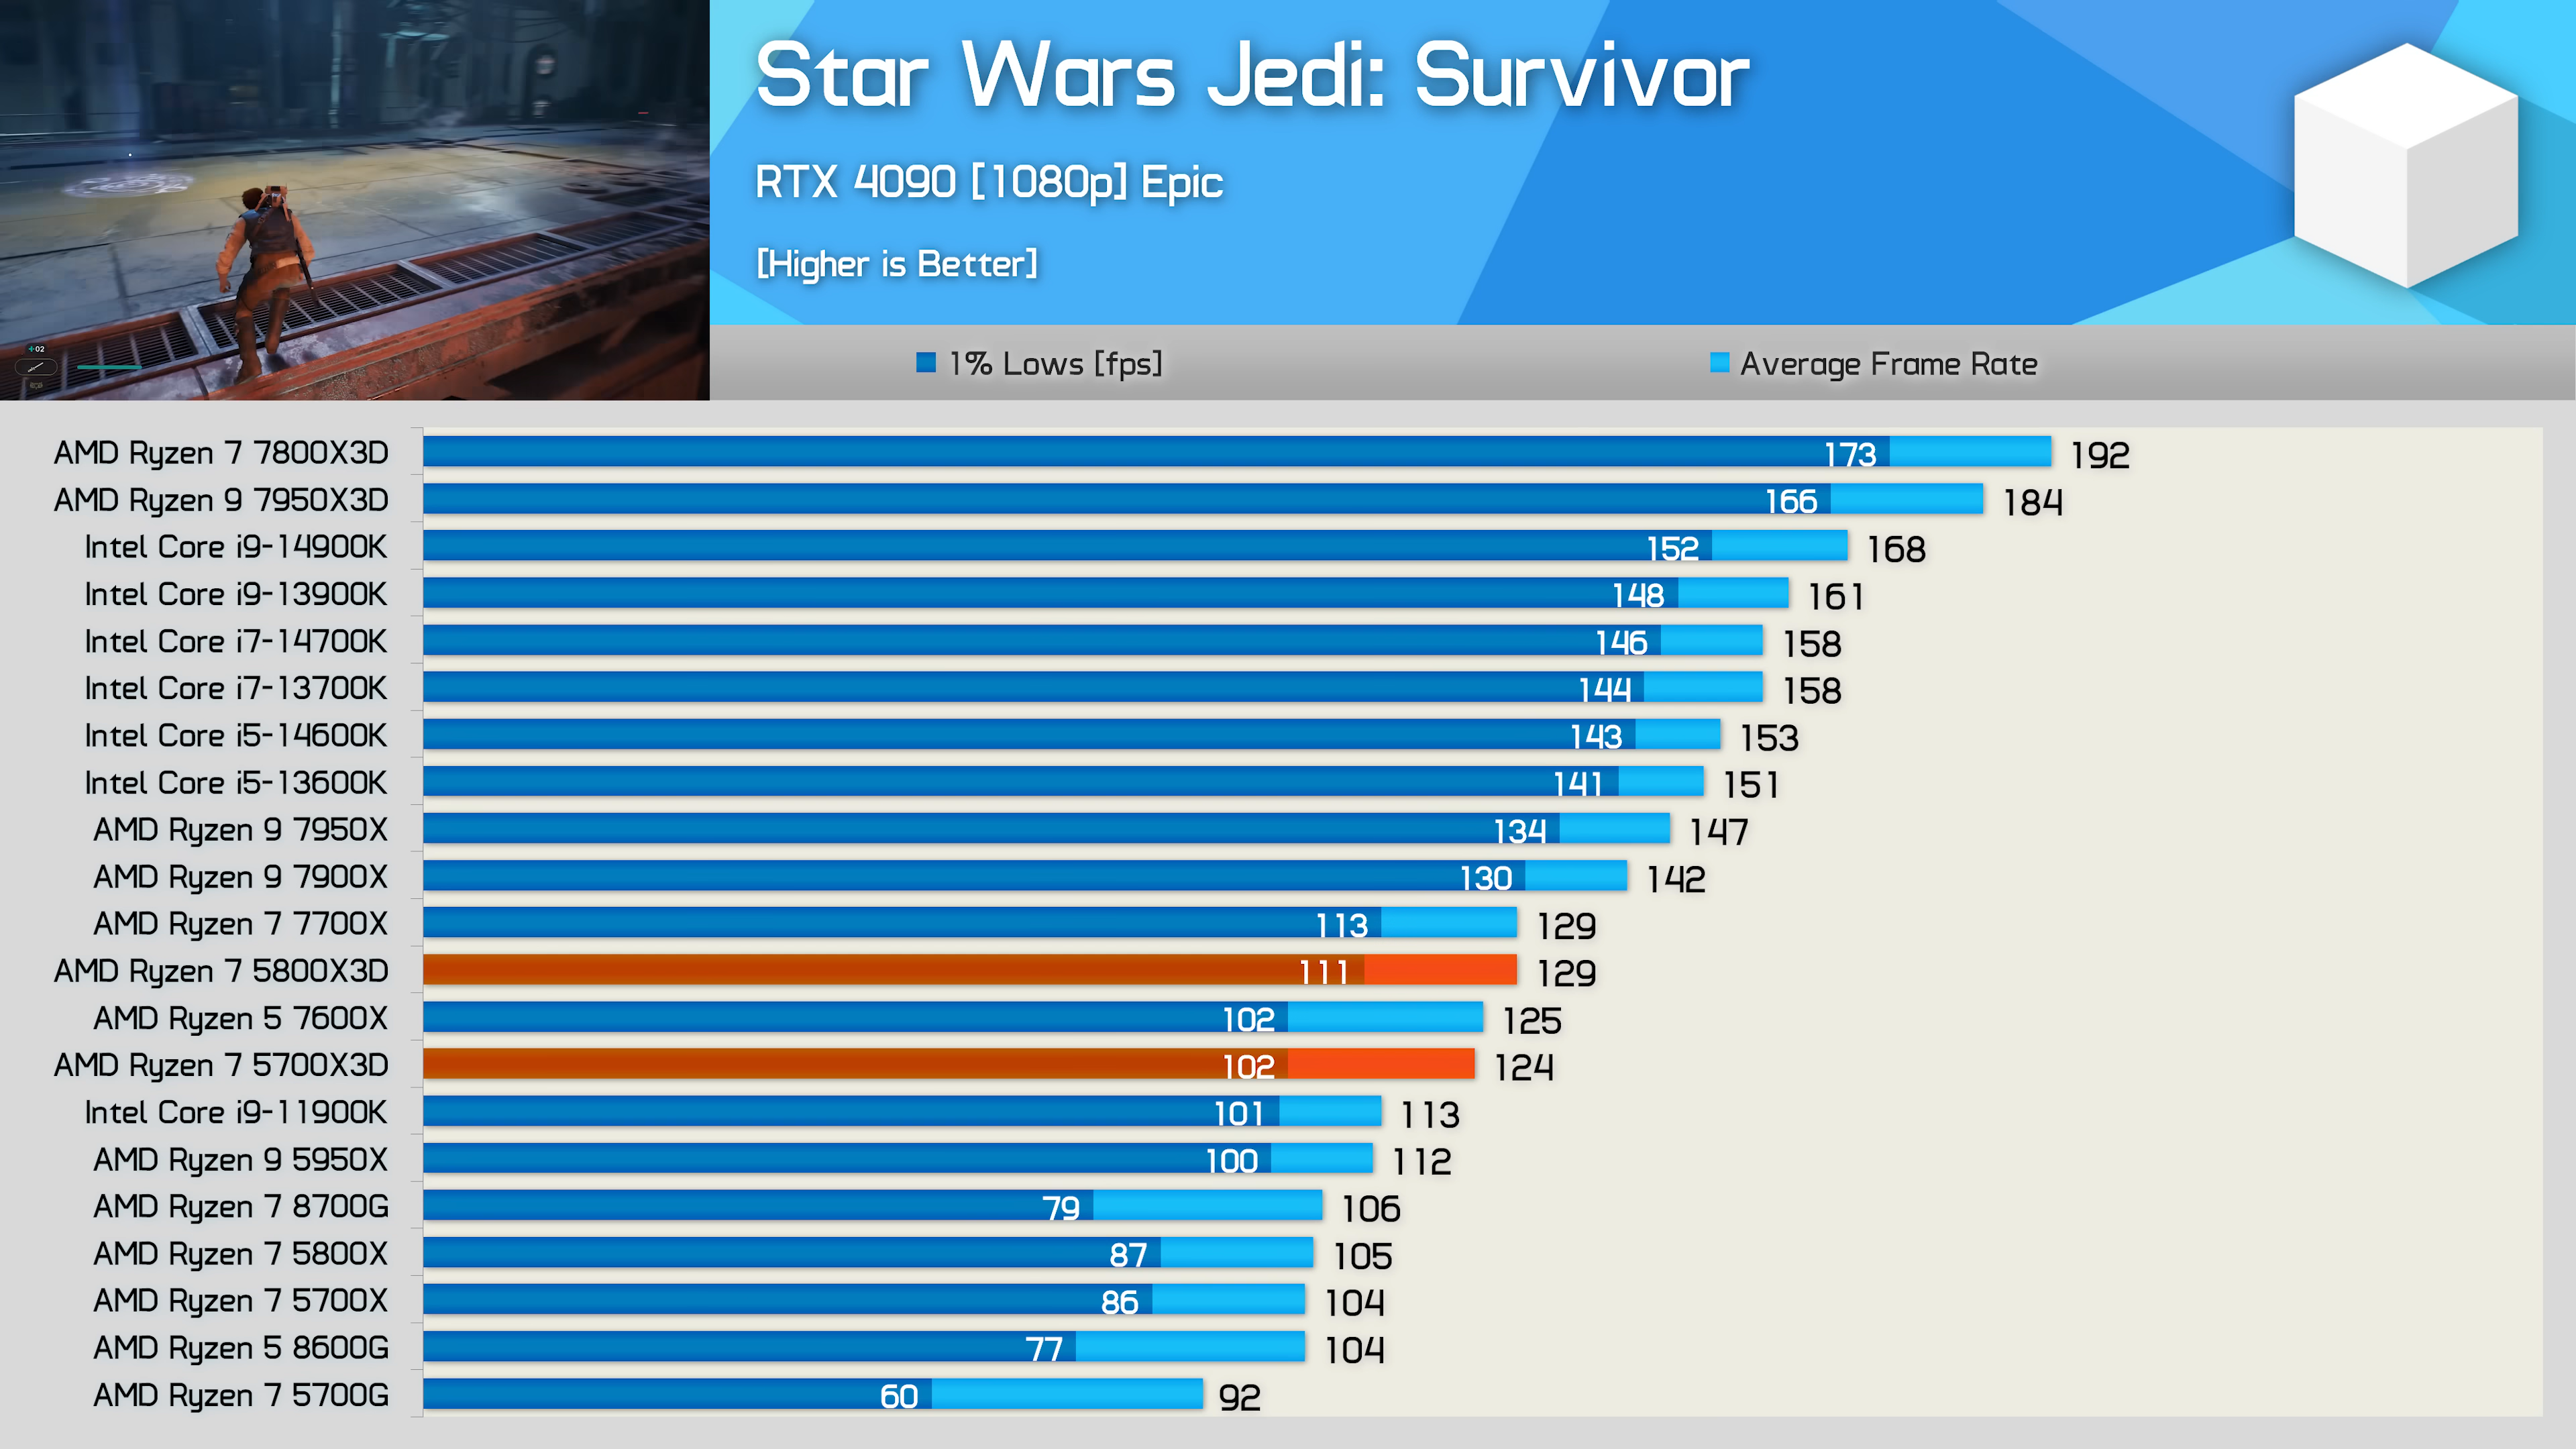 Star Wars Jedi: Survivor
RTX 4090 [1080p] Epic
[Higher is Better]
+02
1% Lows [fps]
Average Frame Rate
AMD Ryzen 7 7800X3D 173 192
AMD Ryzen 9 7950X3D 166 184
Intel Core i9-14900K 152 168
Intel Core i9-13900K 148 161
Intel Core i7-14700K 146 158
Intel Core i7-13700K 144 158
Intel Core i5-14600K 143 153
Intel Core i5-13600K 141 151
AMD Ryzen 9 7950X 134 147
AMD Ryzen 9 7900X 130 142
AMD Ryzen 7 7700X 113 129
AMD Ryzen 7 5800X3D 111 129
AMD Ryzen 5 7600X 102 125
AMD Ryzen 7 5700X3D 102 124
Intel Core i9-11900K 101 113
AMD Ryzen 9 5950X 100 112
AMD Ryzen 7 8700G 79 106
AMD Ryzen 7 5800X 87 105
AMD Ryzen 7 5700X 86 104
AMD Ryzen 5 8600G 77 104
AMD Ryzen 7 5700G 60 92